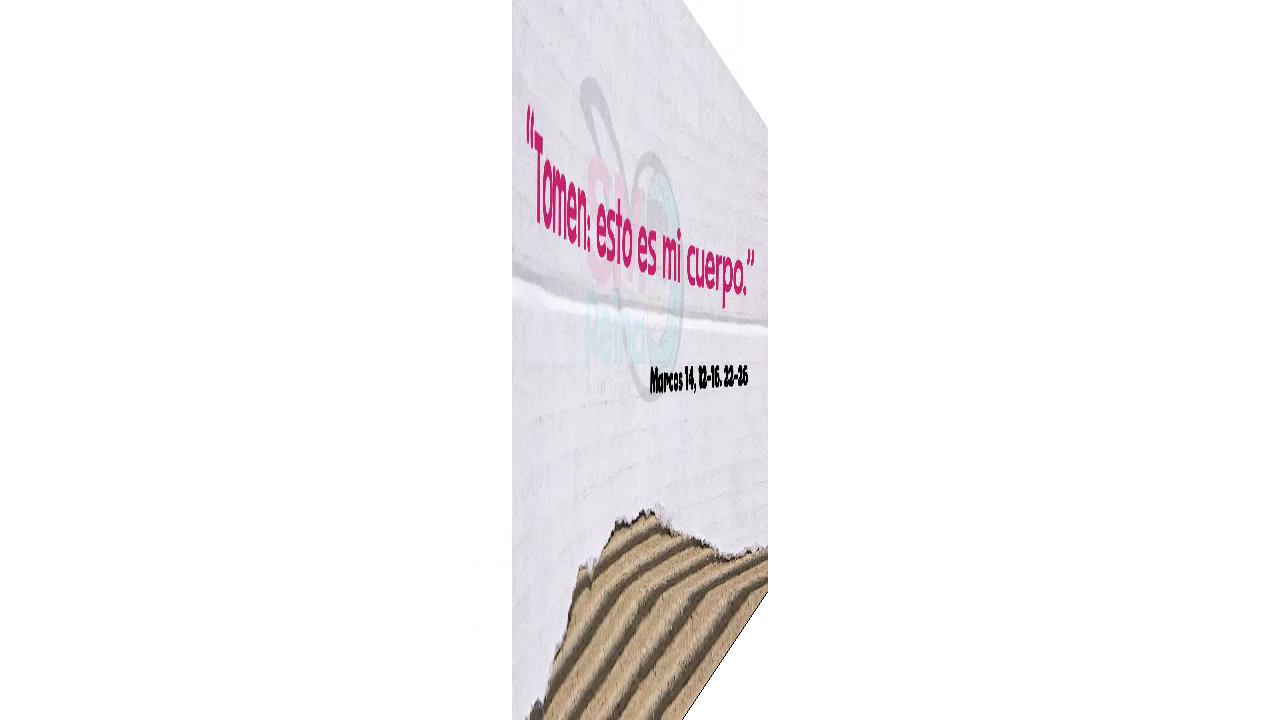 “Tomen: esto es mi cuerpo.”
Marcos 14, 12-16. 22-26